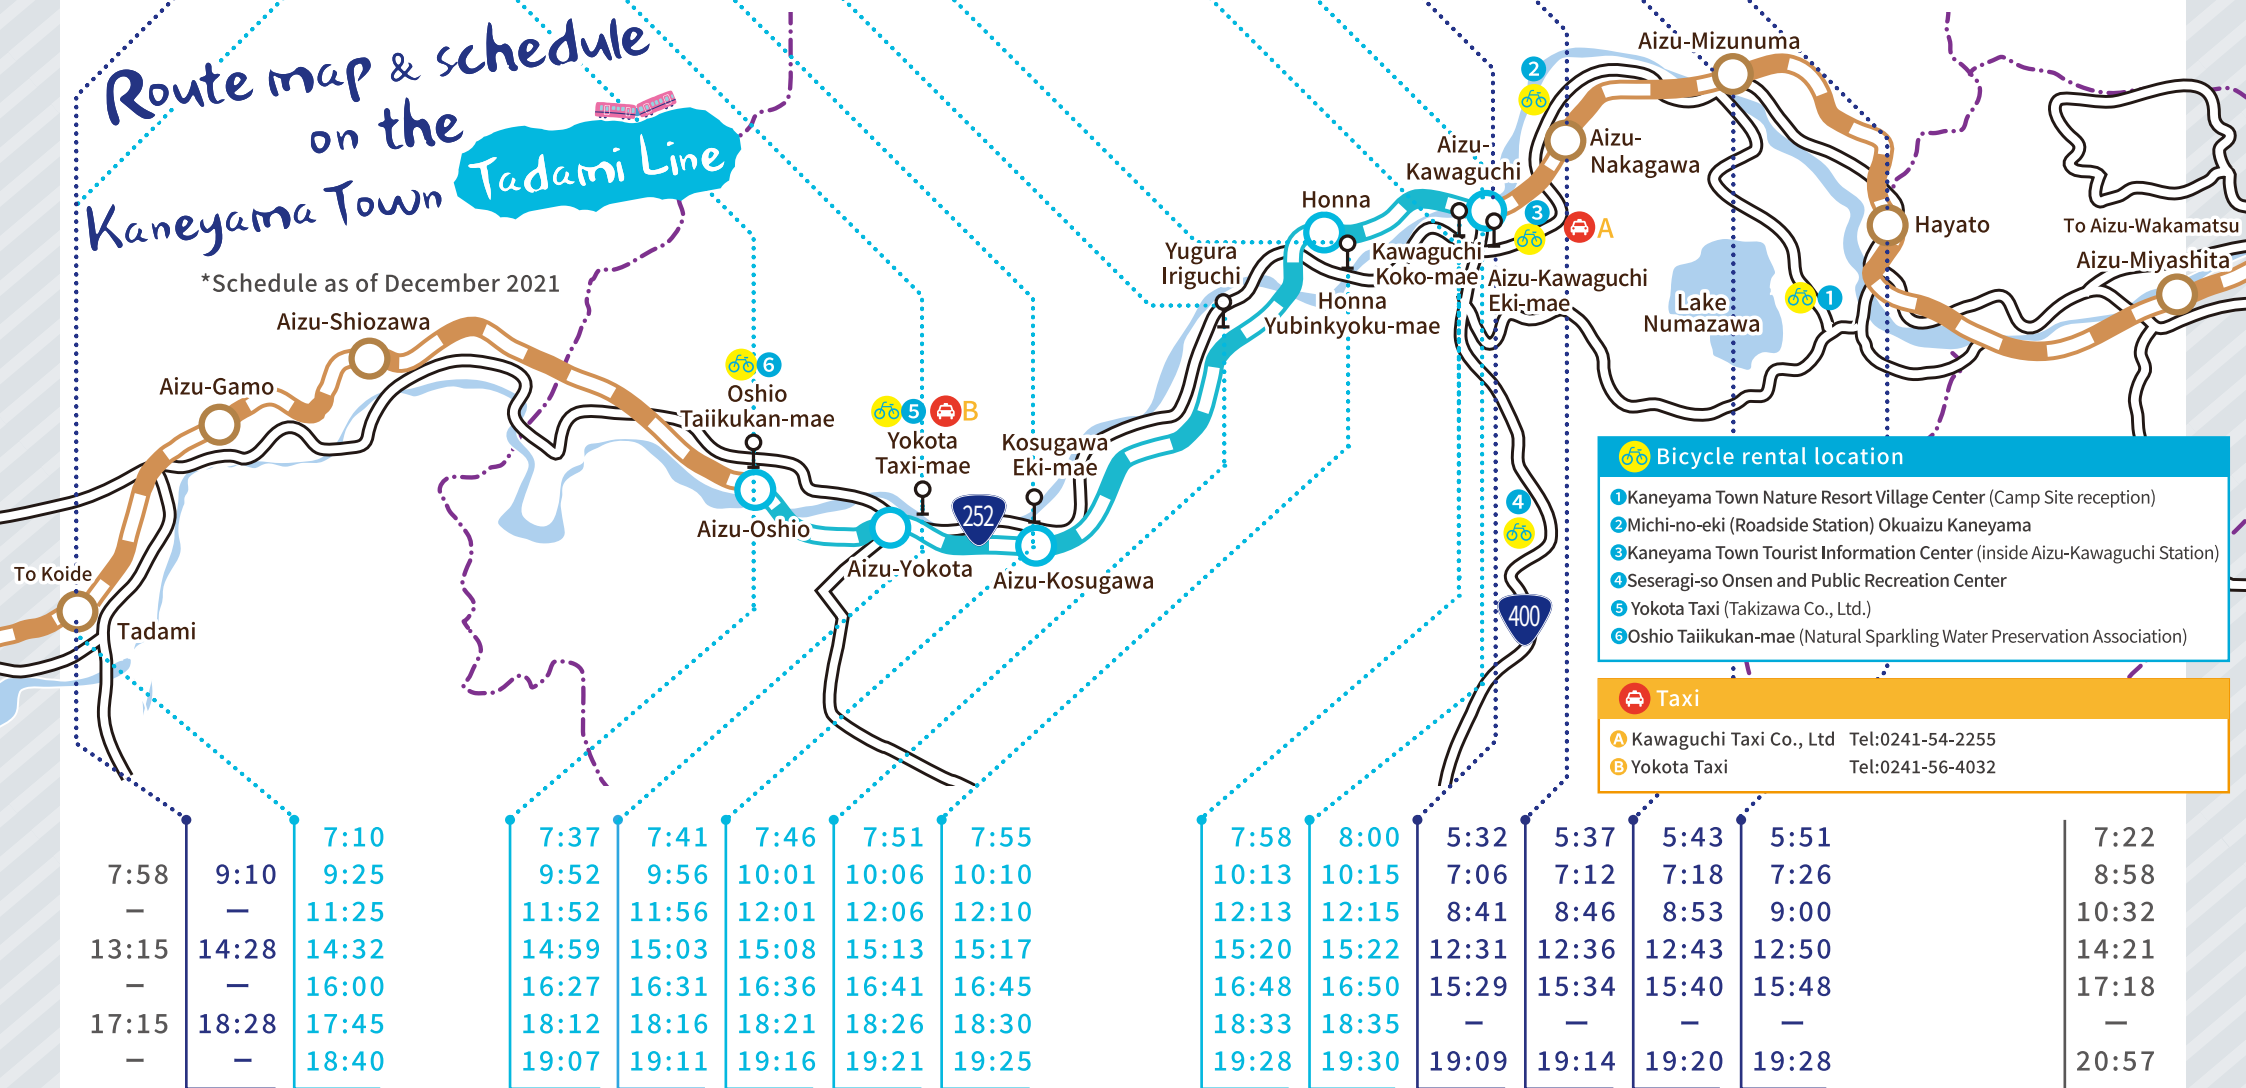 Route map & schedule
on the
Kaneyama Town
Tadami Line
*Schedule as of December 2021
Aizu-Shiozawa
Aizu-Gamo
To Koide
Tadami
6
Oshio
Taiikukan-mae
Aizu-Oshio
5
B
Yokota
Taxi-mae
Aizu-Yokota
252
Kosugawa
Eki-mae
Aizu-Kosugawa
Yugura
Iriguchi
Honna
Honna
Yubinkyoku-mae
Kawaguchi
Koko-mae
Aizu-
Kawaguchi
Aizu-Kawaguchi
Eki-mae
3
A
2
Aizu-
Nakagawa
Aizu-Mizunuma
Hayato
To Aizu-Wakamatsu
Aizu-Miyashita
Lake
Numazawa
1
4
400
Bicycle rental location
1 Kaneyama Town Nature Resort Village Center (Camp Site reception)
2 Michi-no-eki (Roadside Station) Okuaizu Kaneyama
3 Kaneyama Town Tourist Information Center (inside Aizu-Kawaguchi Station)
4 Seseragi-so Onsen and Public Recreation Center
5 Yokota Taxi (Takizawa Co., Ltd.)
6 Oshio Taiikukan-mae (Natural Sparkling Water Preservation Association)
Taxi
A Kawaguchi Taxi Co., Ltd Tel:0241-54-2255
B Yokota Taxi Tel:0241-56-4032
7:10 7:37 7:41 7:46 7:51 7:55 7:58 8:00 5:32 5:37 5:43 5:51 7:22
7:58 9:10 9:25 9:52 9:56 10:01 10:06 10:10 10:13 10:15 7:06 7:12 7:18 7:26 8:58
– – 11:25 11:52 11:56 12:01 12:06 12:10 12:13 12:15 8:41 8:46 8:53 9:00 10:32
13:15 14:28 14:32 14:59 15:03 15:08 15:13 15:17 15:20 15:22 12:31 12:36 12:43 12:50 14:21
– – 16:00 16:27 16:31 16:36 16:41 16:45 16:48 16:50 15:29 15:34 15:40 15:48 17:18
17:15 18:28 17:45 18:12 18:16 18:21 18:26 18:30 18:33 18:35 – – – – –
– – 18:40 19:07 19:11 19:16 19:21 19:25 19:28 19:30 19:09 19:14 19:20 19:28 20:57